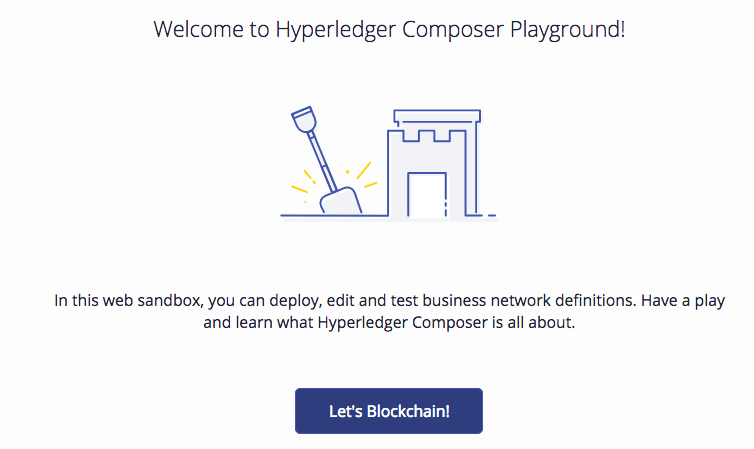 Welcome to Hyperledger Composer Playground!
In this web sandbox, you can deploy, edit and test business network definitions. Have a play
and learn what Hyperledger Composer is all about.
Let's Blockchain!